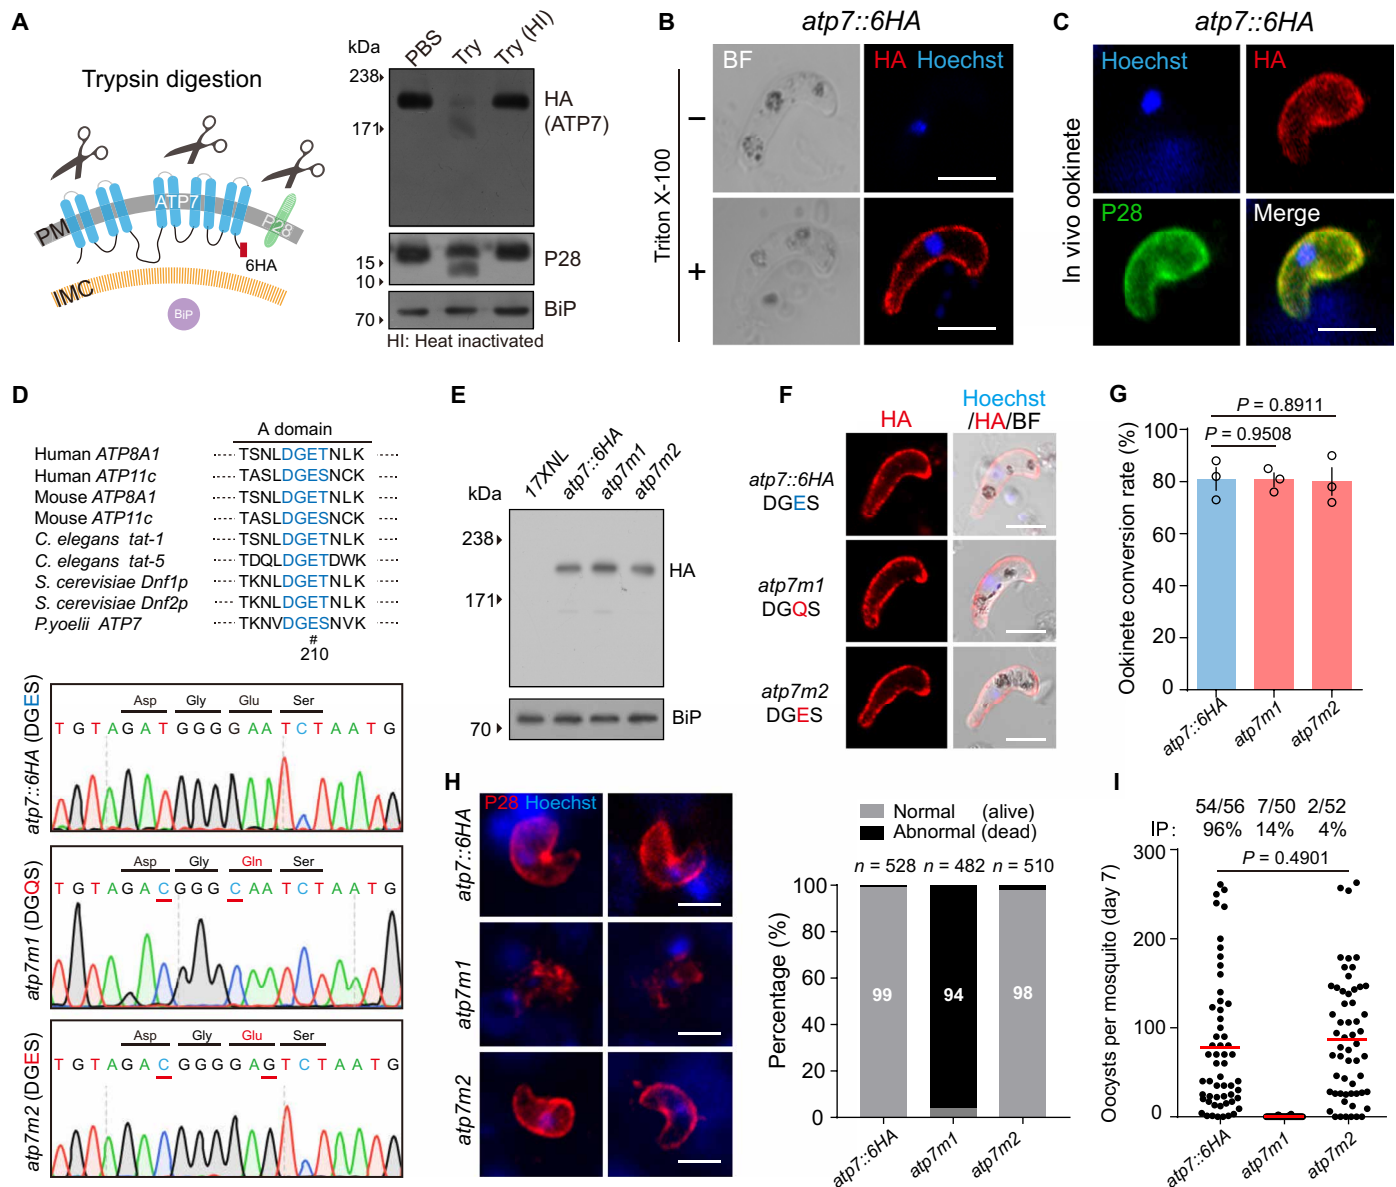 A
Trypsin digestion
PM
ATP7
P28
6HA
IMC
BiP
kDa
PBS
Try
Try (HI)
238
171
HA
(ATP7)
15
10
P28
70
BiP
HI: Heat inactivated
B
atp7::6HA
BF
HA Hoechst
Triton X-100
−
+
C
atp7::6HA
In vivo ookinete
Hoechst
HA
P28
Merge
D
A domain
Human ATP8A1 TSNLDGETNLK
Human ATP11c TASLDGESNCK
Mouse ATP8A1 TSNLDGETNLK
Mouse ATP11c TASLDGESNCK
C. elegans tat-1 TSNLDGETNLK
C. elegans tat-5 TDQLDGETDWK
S. cerevisiae Dnf1p TKNLDGETNLK
S. cerevisiae Dnf2p TKNLDGETNLK
P.yoelii ATP7 TKNVDGESNVK
#
210
atp7::6HA (DGES)
Asp Gly Glu Ser
T G T A G A T G G G G A A T C T A A T G
atp7m1 (DGQS)
Asp Gly Gln Ser
T G T A G A C G G G C A A T C T A A T G
atp7m2 (DGES)
Asp Gly Glu Ser
T G T A G A C G G G G A G T C T A A T G
E
kDa
17XNL
atp7::6HA
atp7m1
atp7m2
238
171
HA
70
BiP
F
HA
Hoechst
/HA/BF
atp7::6HA
DGES
atp7m1
DGQS
atp7m2
DGES
G
Ookinete conversion rate (%)
P = 0.8911
P = 0.9508
100
80
60
40
20
0
atp7::6HA
atp7m1
atp7m2
H
P28 Hoechst
atp7::6HA
atp7m1
atp7m2
Normal (alive)
Abnormal (dead)
n = 528 n = 482 n = 510
Percentage (%)
100
80
60
40
20
0
99
94
98
atp7::6HA
atp7m1
atp7m2
I
54/56 7/50 2/52
IP: 96% 14% 4%
P = 0.4901
Oocysts per mosquito (day 7)
300
200
100
0
atp7::6HA
atp7m1
atp7m2